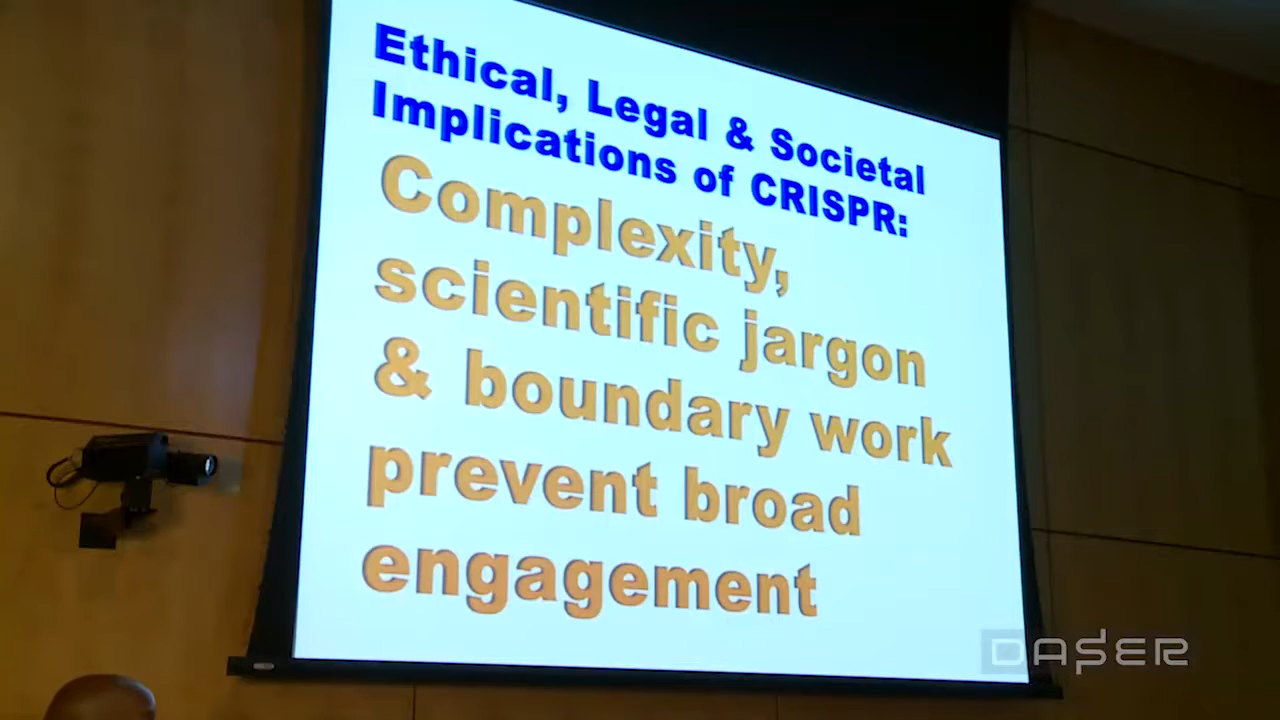 Ethical, Legal & Societal
Implications of CRISPR:
Complexity,
scientific jargon
& boundary work
prevent broad
engagement
DASER